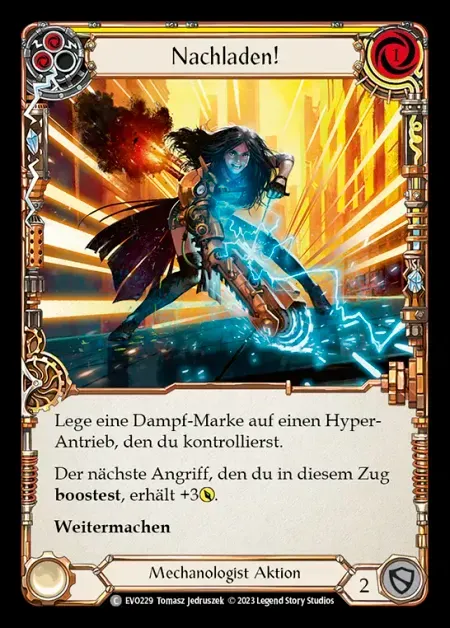 Nachladen!
I
Lege eine Dampf-Marke auf einen Hyper-
Antrieb, den du kontrollierst.
Der nächste Angriff, den du in diesem Zug
boostest, erhält +3.
Weitermachen
Mechanologist Aktion
2
C EVO229 Tomasz Jedruszek © 2023 Legend Story Studios